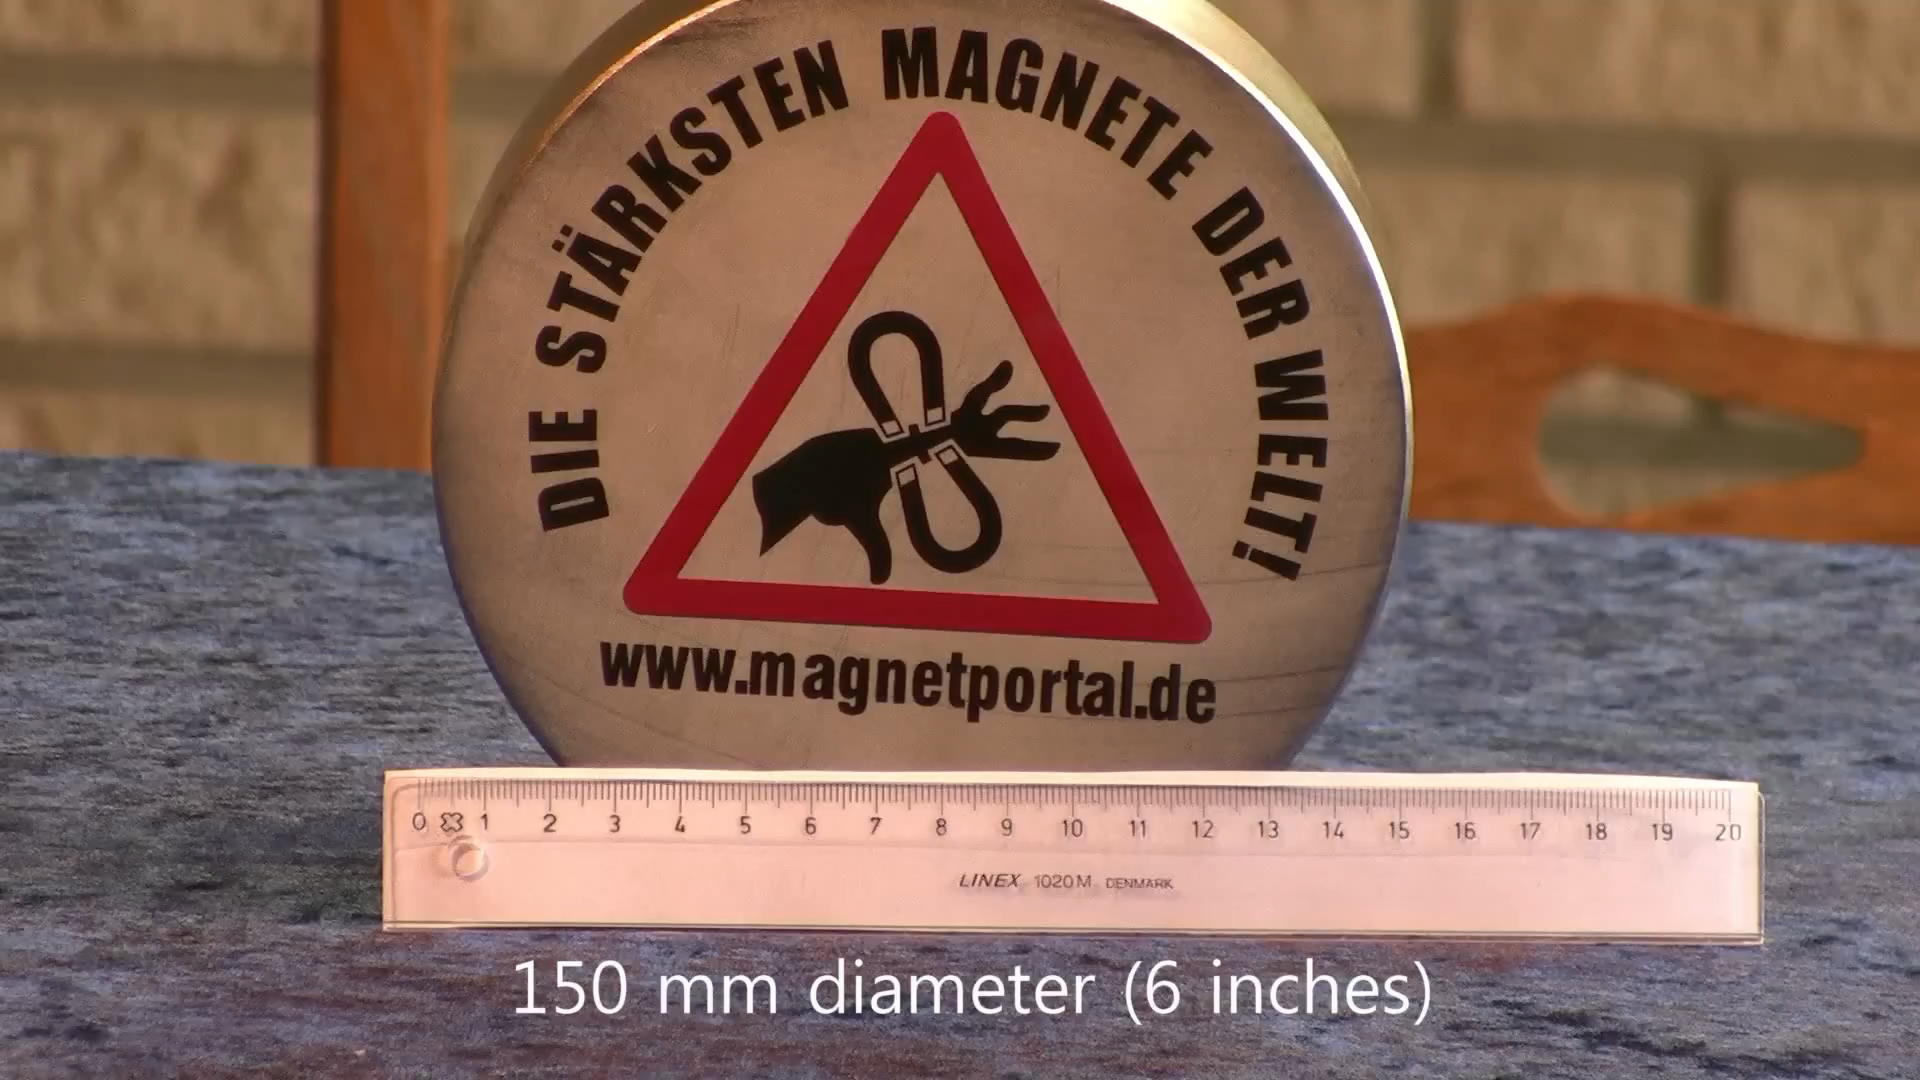 DIE STÄRKSTEN MAGNETE DER WELT!
www.magnetportal.de
0 1 2 3 4 5 6 7 8 9 10 11 12 13 14 15 16 17 18 19 20
LINEX 1020M DENMARK
150 mm diameter (6 inches)